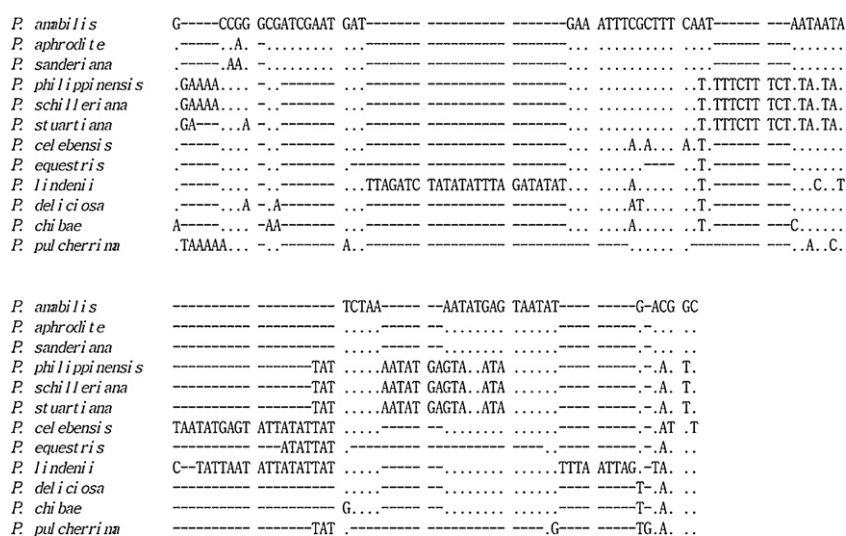 P. amabilis G-----CCGG GCGATCGAAT GAT------- ---------- -------GAA ATTTCGCTTT CAAT------ ---AATAATA
P. aphrodite .-----..A. -......... ...------- ---------- -------... .......... ....------ ---.......
P. sanderiana .-----.AA. .......... ...------- ---------- -------... .......... ....------ ---.......
P. philippinensis .GAAAA.... -..------- ...------- ---------- -------... .......... ..T.TTTCTT TCT.TA.TA.
P. schilleriana .GAAAA.... -..------- ...------- ---------- -------... .......... ..T.TTTCTT TCT.TA.TA.
P. stuartiana .GA---...A -..------- ...------- ---------- -------... .......... ..T.TTTCTT TCT.TA.TA.
P. celebensis .-----.... -..------- ...------- ---------- -------... ....A.A... A.T.------ ---.......
P. equestris .-----.... -..------- .--------- ---------- -------... ......---- ..T.------ ---.......
P. lindenii .-----.... -..------- ...TTAGATC TATATATTTA GATATAT... ....A..... ..T.------ ---...C..T
P. deliciosa .-----...A -.A------- ...------- ---------- -------... ....AT.... ..T.------ ---.......
P. chibae A-----.... -AA------- ...------- ---------- -------... ....A..... ..T.------ ---C......
P. pulcherrima .TAAAAA... -..------- A..------- ---------- ---------- ----...... .--------- ---...A.C.
P. amabilis ---------- ---------- TCTAA----- --AATATGAG TAATAT---- ------G-ACG GC
P. aphrodite ---------- ---------- .....----- --........ ......---- ------.-... ..
P. sanderiana ---------- ---------- .....----- --........ ......---- ------.-... ..
P. philippinensis ---------- -------TAT .....AATAT GAGTA..ATA ......---- ------.-.A. T.
P. schilleriana ---------- -------TAT .....AATAT GAGTA..ATA ......---- ------.-.A. T.
P. stuartiana ---------- -------TAT .....AATAT GAGTA..ATA ......---- ------.-.A. T.
P. celebensis TAATATGAGT ATTATATTAT .....----- --........ ......---- ------.-.AT .T
P. equestris ---------- ---ATATTAT .--------- ---------- ----..---- ------.-.A. ..
P. lindenii C--TATTAAT ATTATATTAT .....----- --........ ......TTTA ATTAG.-TA. ..
P. deliciosa ---------- ---------- .....----- --........ ......---- -----T-.A. ..
P. chibae ---------- ---------- G....----- --........ ......---- -----T-.A. ..
P. pulcherrima ---------- -------TAT .--------- ---------- ----.G---- -----TG.A. ..